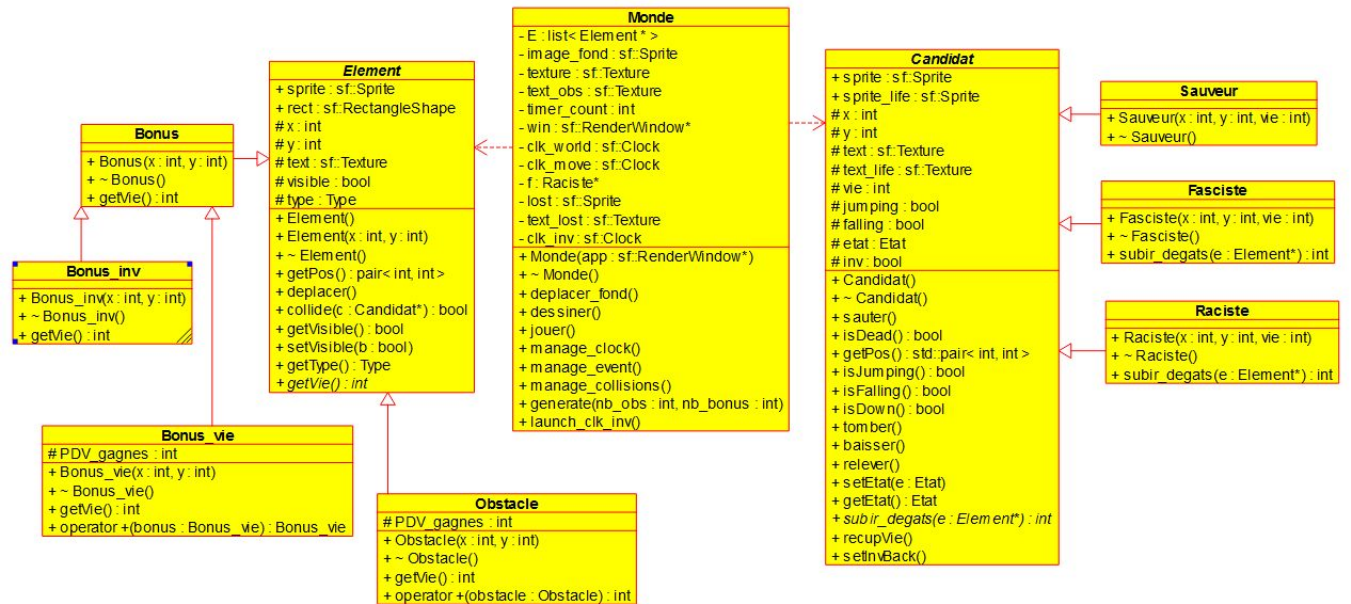 Monde
- E : list< Element * >
- image_fond : sf::Sprite
- texture : sf::Texture
- text_obs : sf::Texture
- timer_count : int
- win : sf::RenderWindow*
- clk_world : sf::Clock
- clk_move : sf::Clock
- f : Raciste*
- lost : sf::Sprite
- text_lost : sf::Texture
- clk_inv : sf::Clock
+ Monde(app : sf::RenderWindow*)
+ ~ Monde()
+ deplacer_fond()
+ dessiner()
+ jouer()
+ manage_clock()
+ manage_event()
+ manage_collisions()
+ generate(nb_obs : int, nb_bonus : int)
+ launch_clk_inv()
Element
+ sprite : sf::Sprite
+ rect : sf::RectangleShape
# x : int
# y : int
# text : sf::Texture
# visible : bool
# type : Type
+ Element()
+ Element(x : int, y : int)
+ ~ Element()
+ getPos() : pair< int, int>
+ deplacer()
+ collide(c : Candidat*) : bool
+ getVisible() : bool
+ setVisible(b : bool)
+ getType() : Type
+ getVie() : int
Candidat
+ sprite : sf::Sprite
+ sprite_life : sf::Sprite
# x : int
# y : int
# text : sf::Texture
# text_life : sf::Texture
# vie : int
# jumping : bool
# falling : bool
# etat : Etat
# inv : bool
+ Candidat()
+ ~ Candidat()
+ sauter()
+ isDead() : bool
+ getPos() : std::pair< int, int >
+ isJumping() : bool
+ isFalling() : bool
+ isDown() : bool
+ tomber()
+ baisser()
+ relever()
+ setEtat(e : Etat)
+ getEtat() : Etat
+ subir_degats(e : Element*) : int
+ recupVie()
+ setInvBack()
Sauveur
+ Sauveur(x : int, y : int, vie : int)
+ ~ Sauveur()
Fasciste
+ Fasciste(x : int, y : int, vie : int)
+ ~ Fasciste()
+ subir_degats(e : Element*) : int
Raciste
+ Raciste(x : int, y : int, vie : int)
+ ~ Raciste()
+ subir_degats(e : Element*) : int
Bonus
+ Bonus(x : int, y : int)
+ ~ Bonus()
+ getVie() : int
Bonus_inv
+ Bonus_inv(x : int, y : int)
+ ~ Bonus_inv()
+ getVie() : int
Bonus_vie
# PDV_gagnes : int
+ Bonus_vie(x : int, y : int)
+ ~ Bonus_vie()
+ getVie() : int
+ operator +(bonus : Bonus_vie) : Bonus_vie
Obstacle
# PDV_gagnes : int
+ Obstacle(x : int, y : int)
+ ~ Obstacle()
+ getVie() : int
+ operator +(obstacle : Obstacle) : int